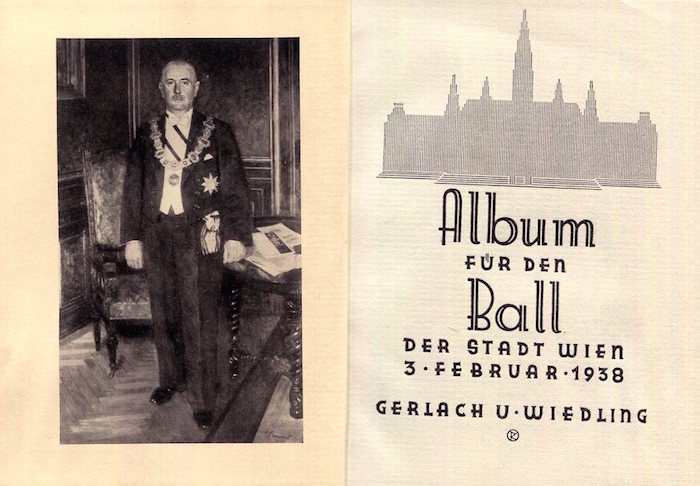 Album
FÜR DEN
Ball
DER STADT WIEN
3·FEBRUAR·1938
GERLACH U·WIEDLING